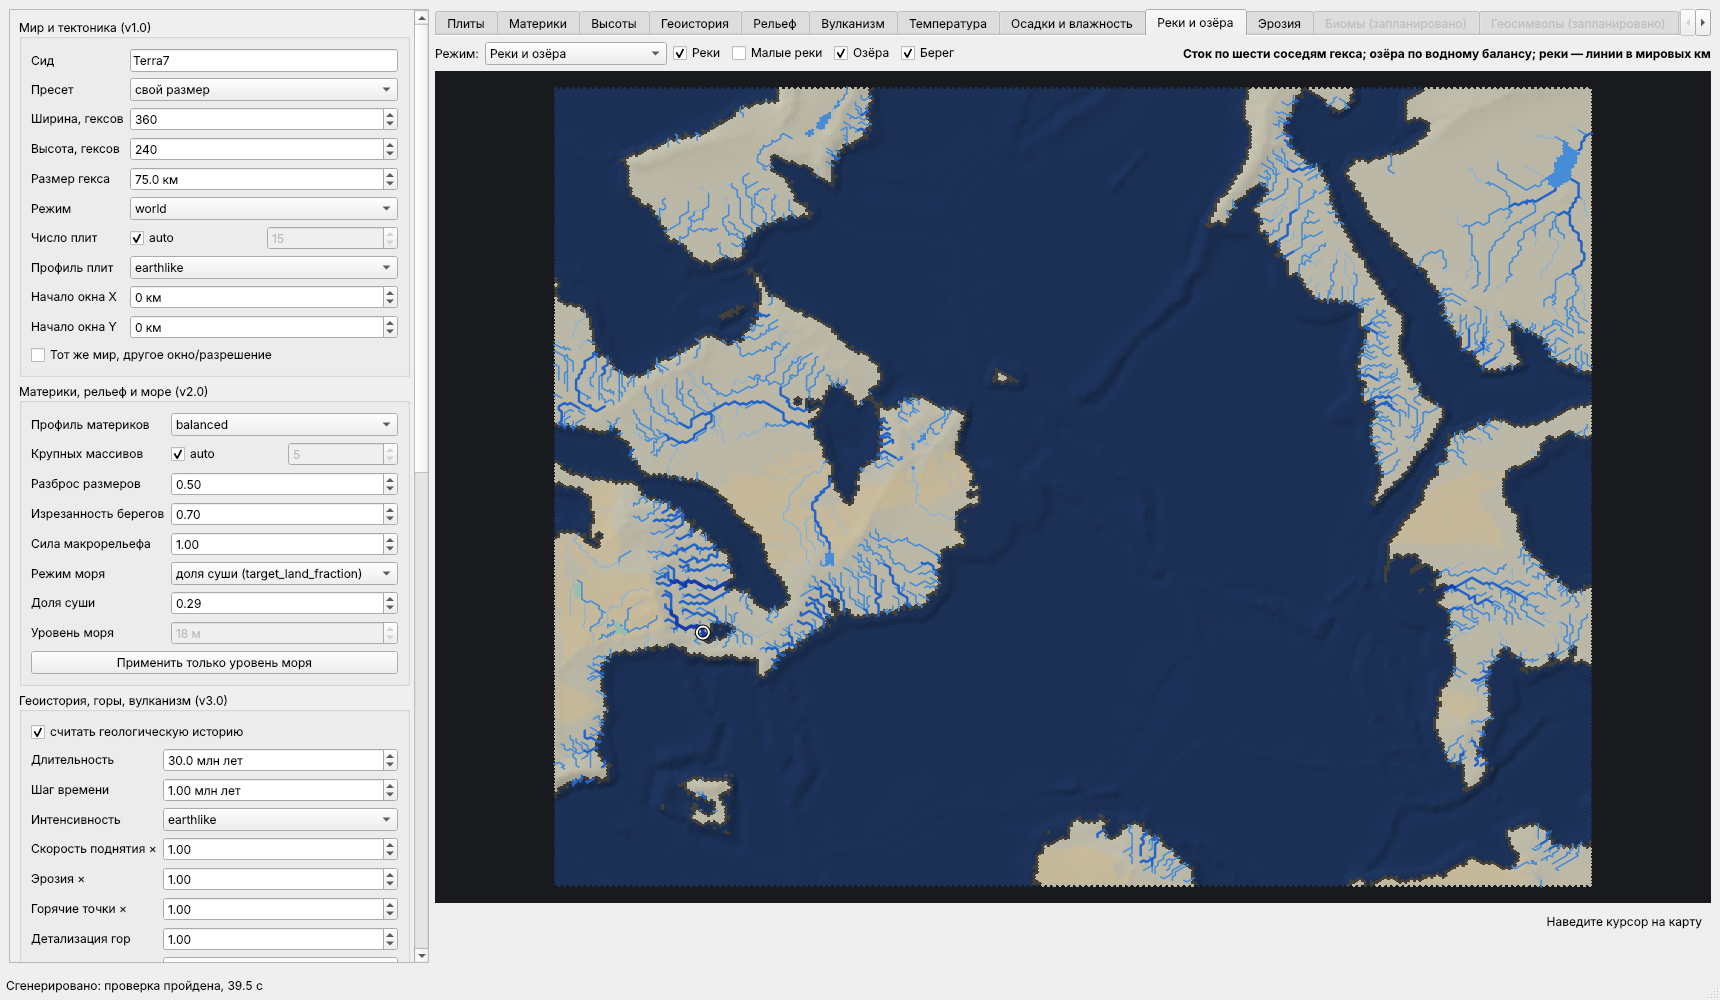 Мир и тектоника (v1.0)
Сид Terra7
Пресет свой размер
Ширина, гексов 360
Высота, гексов 240
Размер гекса 75.0 км
Режим world
Число плит auto 15
Профиль плит earthlike
Начало окна X 0 км
Начало окна Y 0 км
Тот же мир, другое окно/разрешение
Материки, рельеф и море (v2.0)
Профиль материков balanced
Крупных массивов auto 5
Разброс размеров 0.50
Изрезанность берегов 0.70
Сила макрорельефа 1.00
Режим моря доля суши (target_land_fraction)
Доля суши 0.29
Уровень моря 18 м
Применить только уровень моря
Геоистория, горы, вулканизм (v3.0)
считать геологическую историю
Длительность 30.0 млн лет
Шаг времени 1.00 млн лет
Интенсивность earthlike
Скорость поднятия × 1.00
Эрозия × 1.00
Горячие точки × 1.00
Детализация гор 1.00
Плиты Материки Высоты Геоистория Рельеф Вулканизм Температура Осадки и влажность Реки и озёра Эрозия Биомы (запланировано) Геосимволы (запланировано)
Режим: Реки и озёра Реки Малые реки Озёра Берег Сток по шести соседям гекса; озёра по водному балансу; реки — линии в мировых км
Наведите курсор на карту
Сгенерировано: проверка пройдена, 39.5 с